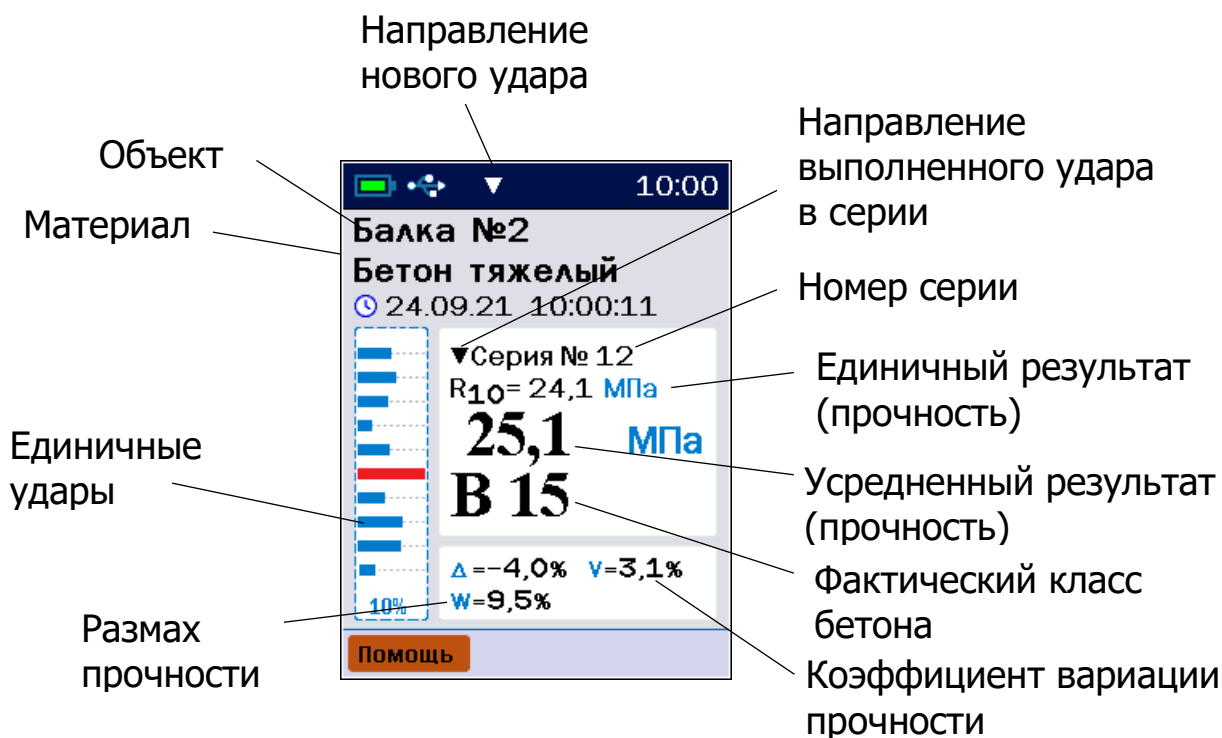 Направление
нового удара
Объект
Материал
Направление
выполненного удара
в серии
Номер серии
Единичный результат
(прочность)
Усредненный результат
(прочность)
Фактический класс
бетона
Коэффициент вариации
прочности
Единичные
удары
Размах
прочности
▼ 10:00
Балка №2
Бетон тяжелый
24.09.21 10:00:11
▼Серия № 12
R10= 24,1 МПа
25,1 МПа
В 15
Δ=-4,0% V=3,1%
W=9,5%
10%
Помощь